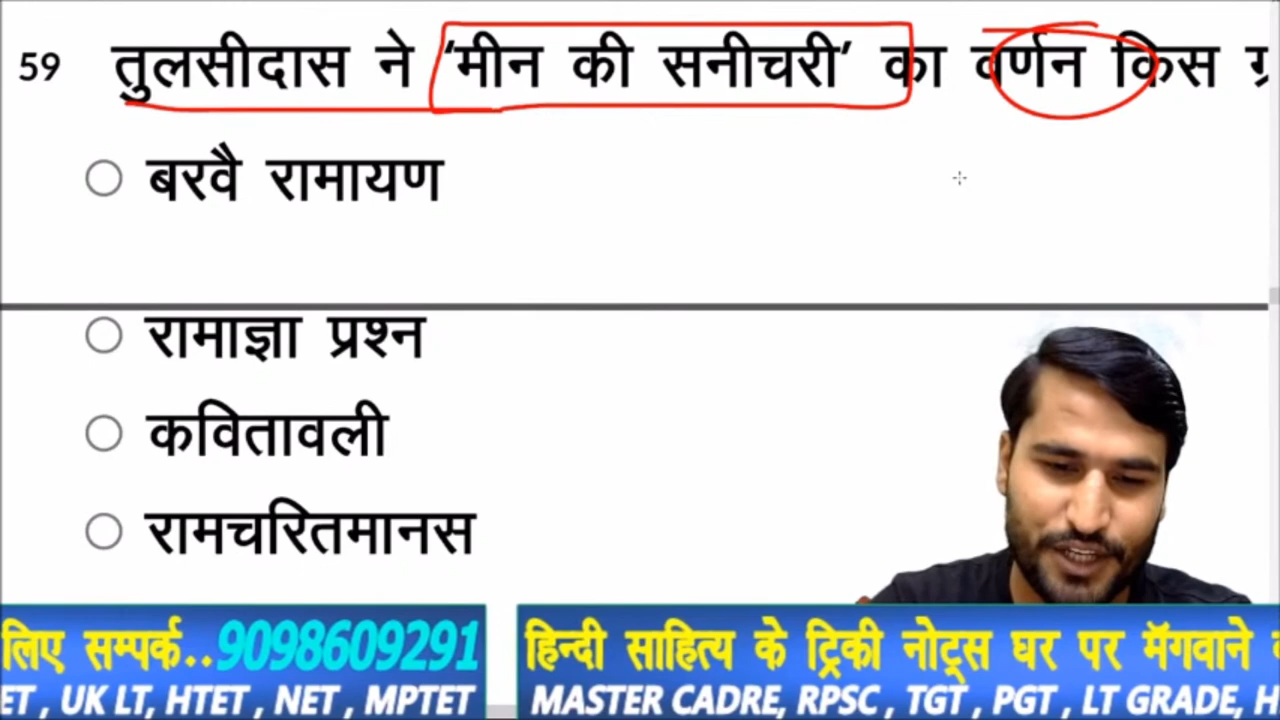 59 तुलसीदास ने 'मीन की सनीचरी' का वर्णन किस
बरवै रामायण
रामाज्ञा प्रश्न
कवितावली
रामचरितमानस
लिए सम्पर्क..9098609291
हिन्दी साहित्य के ट्रिकी नोट्स घर पर मॅगवाने
ET , UK LT, HTET , NET , MPTET
MASTER CADRE, RPSC , TGT , PGT , LT GRADE, H